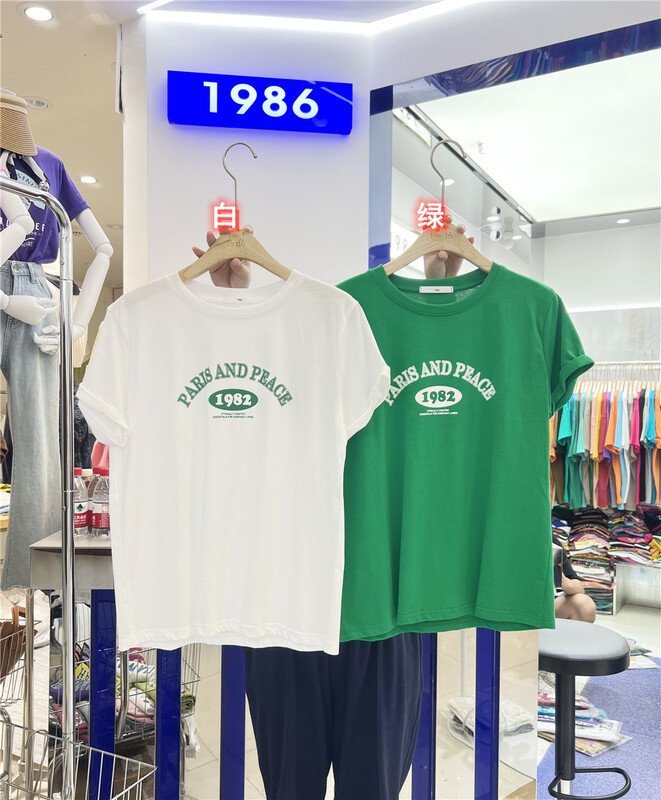 1986
白
绿
PARIS AND PEACE
1982
PARIS AND PEACE
1982